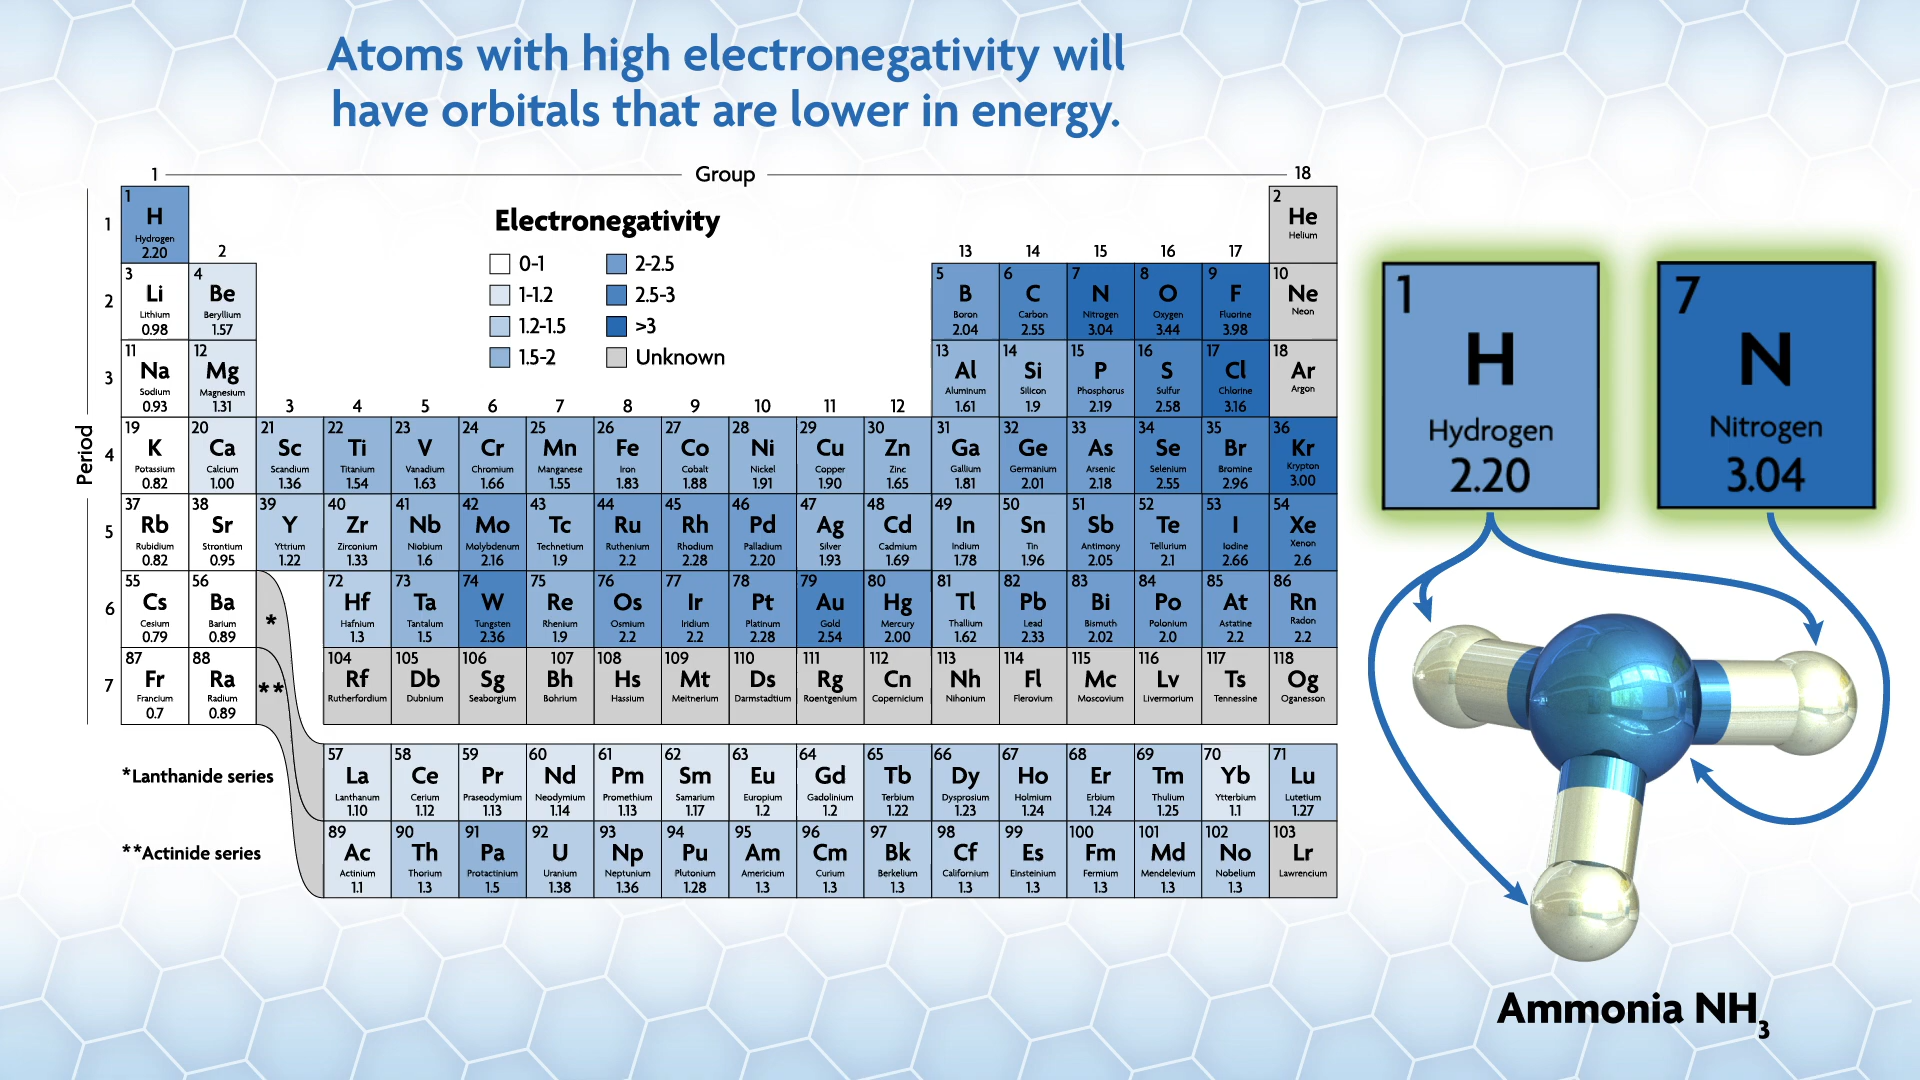 Atoms with high electronegativity will
have orbitals that are lower in energy.
1 Group 18
Electronegativity
0-1 2-2.5
1-1.2 2.5-3
1.2-1.5 >3
1.5-2 Unknown
Period
1
1 H Hydrogen 2.20
2 He Helium
2 13 14 15 16 17
2
3 Li Lithium 0.98
4 Be Beryllium 1.57
5 B Boron 2.04
6 C Carbon 2.55
7 N Nitrogen 3.04
8 O Oxygen 3.44
9 F Fluorine 3.98
10 Ne Neon
3
11 Na Sodium 0.93
12 Mg Magnesium 1.31
13 Al Aluminum 1.61
14 Si Silicon 1.9
15 P Phosphorus 2.19
16 S Sulfur 2.58
17 Cl Chlorine 3.16
18 Ar Argon
3 4 5 6 7 8 9 10 11 12
4
19 K Potassium 0.82
20 Ca Calcium 1.00
21 Sc Scandium 1.36
22 Ti Titanium 1.54
23 V Vanadium 1.63
24 Cr Chromium 1.66
25 Mn Manganese 1.55
26 Fe Iron 1.83
27 Co Cobalt 1.88
28 Ni Nickel 1.91
29 Cu Copper 1.90
30 Zn Zinc 1.65
31 Ga Gallium 1.81
32 Ge Germanium 2.01
33 As Arsenic 2.18
34 Se Selenium 2.55
35 Br Bromine 2.96
36 Kr Krypton 3.00
5
37 Rb Rubidium 0.82
38 Sr Strontium 0.95
39 Y Yttrium 1.22
40 Zr Zirconium 1.33
41 Nb Niobium 1.6
42 Mo Molybdenum 2.16
43 Tc Technetium 1.9
44 Ru Ruthenium 2.2
45 Rh Rhodium 2.28
46 Pd Palladium 2.20
47 Ag Silver 1.93
48 Cd Cadmium 1.69
49 In Indium 1.78
50 Sn Tin 1.96
51 Sb Antimony 2.05
52 Te Tellurium 2.1
53 I Iodine 2.66
54 Xe Xenon 2.6
6
55 Cs Cesium 0.79
56 Ba Barium 0.89
*
72 Hf Hafnium 1.3
73 Ta Tantalum 1.5
74 W Tungsten 2.36
75 Re Rhenium 1.9
76 Os Osmium 2.2
77 Ir Iridium 2.2
78 Pt Platinum 2.28
79 Au Gold 2.54
80 Hg Mercury 2.00
81 Tl Thallium 1.62
82 Pb Lead 2.33
83 Bi Bismuth 2.02
84 Po Polonium 2.0
85 At Astatine 2.2
86 Rn Radon 2.2
7
87 Fr Francium 0.7
88 Ra Radium 0.89
**
104 Rf Rutherfordium
105 Db Dubnium
106 Sg Seaborgium
107 Bh Bohrium
108 Hs Hassium
109 Mt Meitnerium
110 Ds Darmstadtium
111 Rg Roentgenium
112 Cn Copernicium
113 Nh Nihonium
114 Fl Flerovium
115 Mc Moscovium
116 Lv Livermorium
117 Ts Tennessine
118 Og Oganesson
*Lanthanide series
57 La Lanthanum 1.10
58 Ce Cerium 1.12
59 Pr Praseodymium 1.13
60 Nd Neodymium 1.14
61 Pm Promethium 1.13
62 Sm Samarium 1.17
63 Eu Europium 1.2
64 Gd Gadolinium 1.2
65 Tb Terbium 1.22
66 Dy Dysprosium 1.23
67 Ho Holmium 1.24
68 Er Erbium 1.24
69 Tm Thulium 1.25
70 Yb Ytterbium 1.1
71 Lu Lutetium 1.27
**Actinide series
89 Ac Actinium 1.1
90 Th Thorium 1.3
91 Pa Protactinium 1.5
92 U Uranium 1.38
93 Np Neptunium 1.36
94 Pu Plutonium 1.28
95 Am Americium 1.3
96 Cm Curium 1.3
97 Bk Berkelium 1.3
98 Cf Californium 1.3
99 Es Einsteinium 1.3
100 Fm Fermium 1.3
101 Md Mendelevium 1.3
102 No Nobelium 1.3
103 Lr Lawrencium
1
H
Hydrogen
2.20
7
N
Nitrogen
3.04
Ammonia NH₃